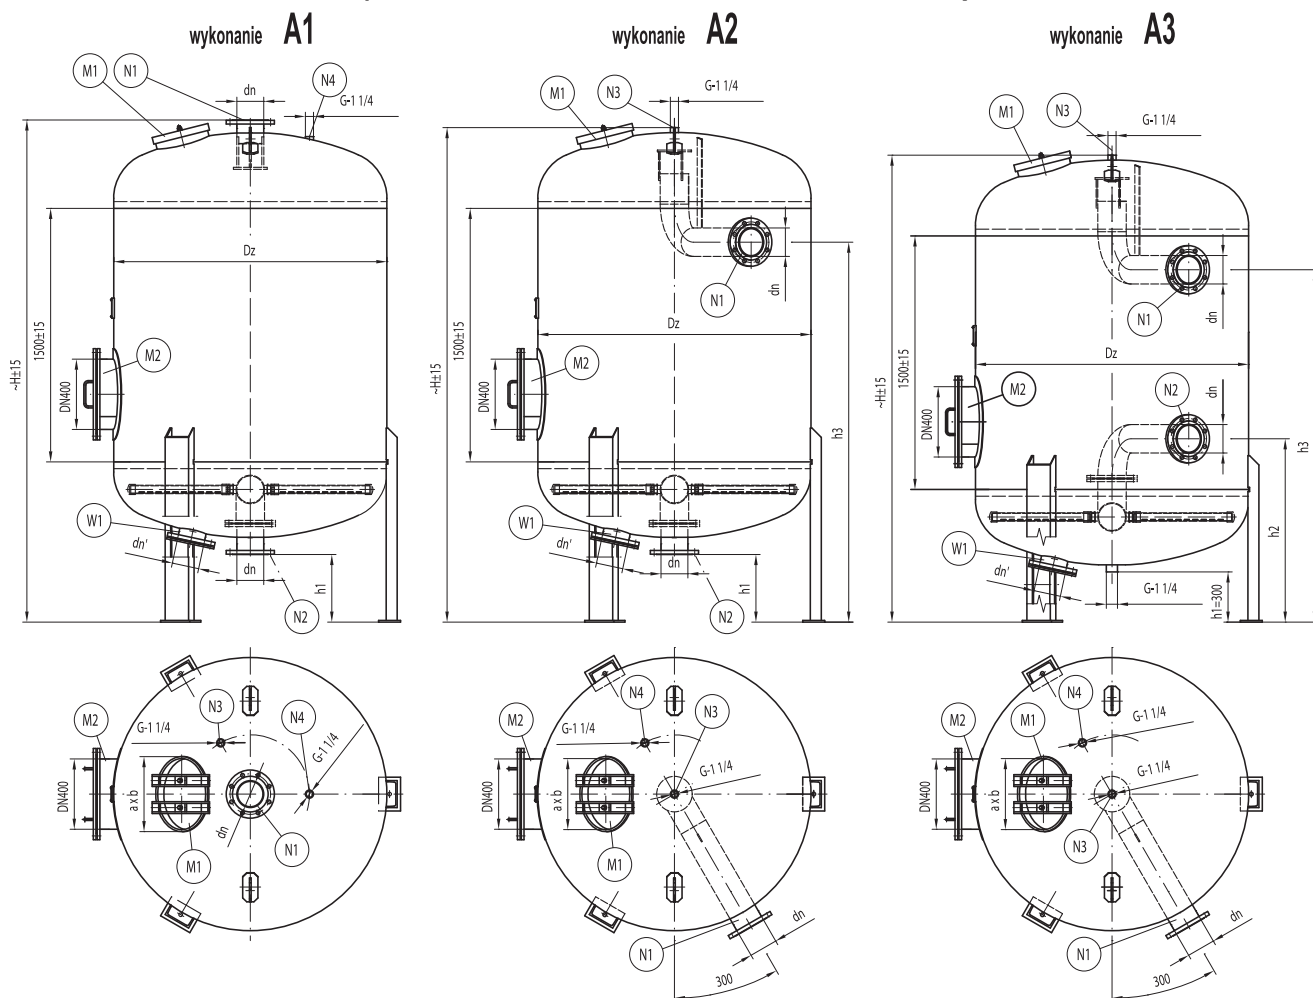 wykonanie A1
M1
N1
dn
N4
G-1 1/4
~H±15
1500±15
Dz
M2
DN400
W1
dn'
dn
h1
N2
wykonanie A2
M1
N3
G-1 1/4
~H±15
1500±15
N1
dn
Dz
M2
DN400
h3
W1
dn'
dn
h1
N2
wykonanie A3
N3
M1
G-1 1/4
~H±15
1500±15
N1
dn
Dz
M2
DN400
N2
dn
h3
h2
W1
dn'
G-1 1/4
h1=300
M2
N3
N4
G-1 1/4
G-1 1/4
DN400
a x b
dn
M1
N1
M2
N4
N3
G-1 1/4
G-1 1/4
DN400
a x b
M1
N1
dn
300
M2
M1
N4
G-1 1/4
G-1 1/4
DN400
a x b
N3
N1
dn
300